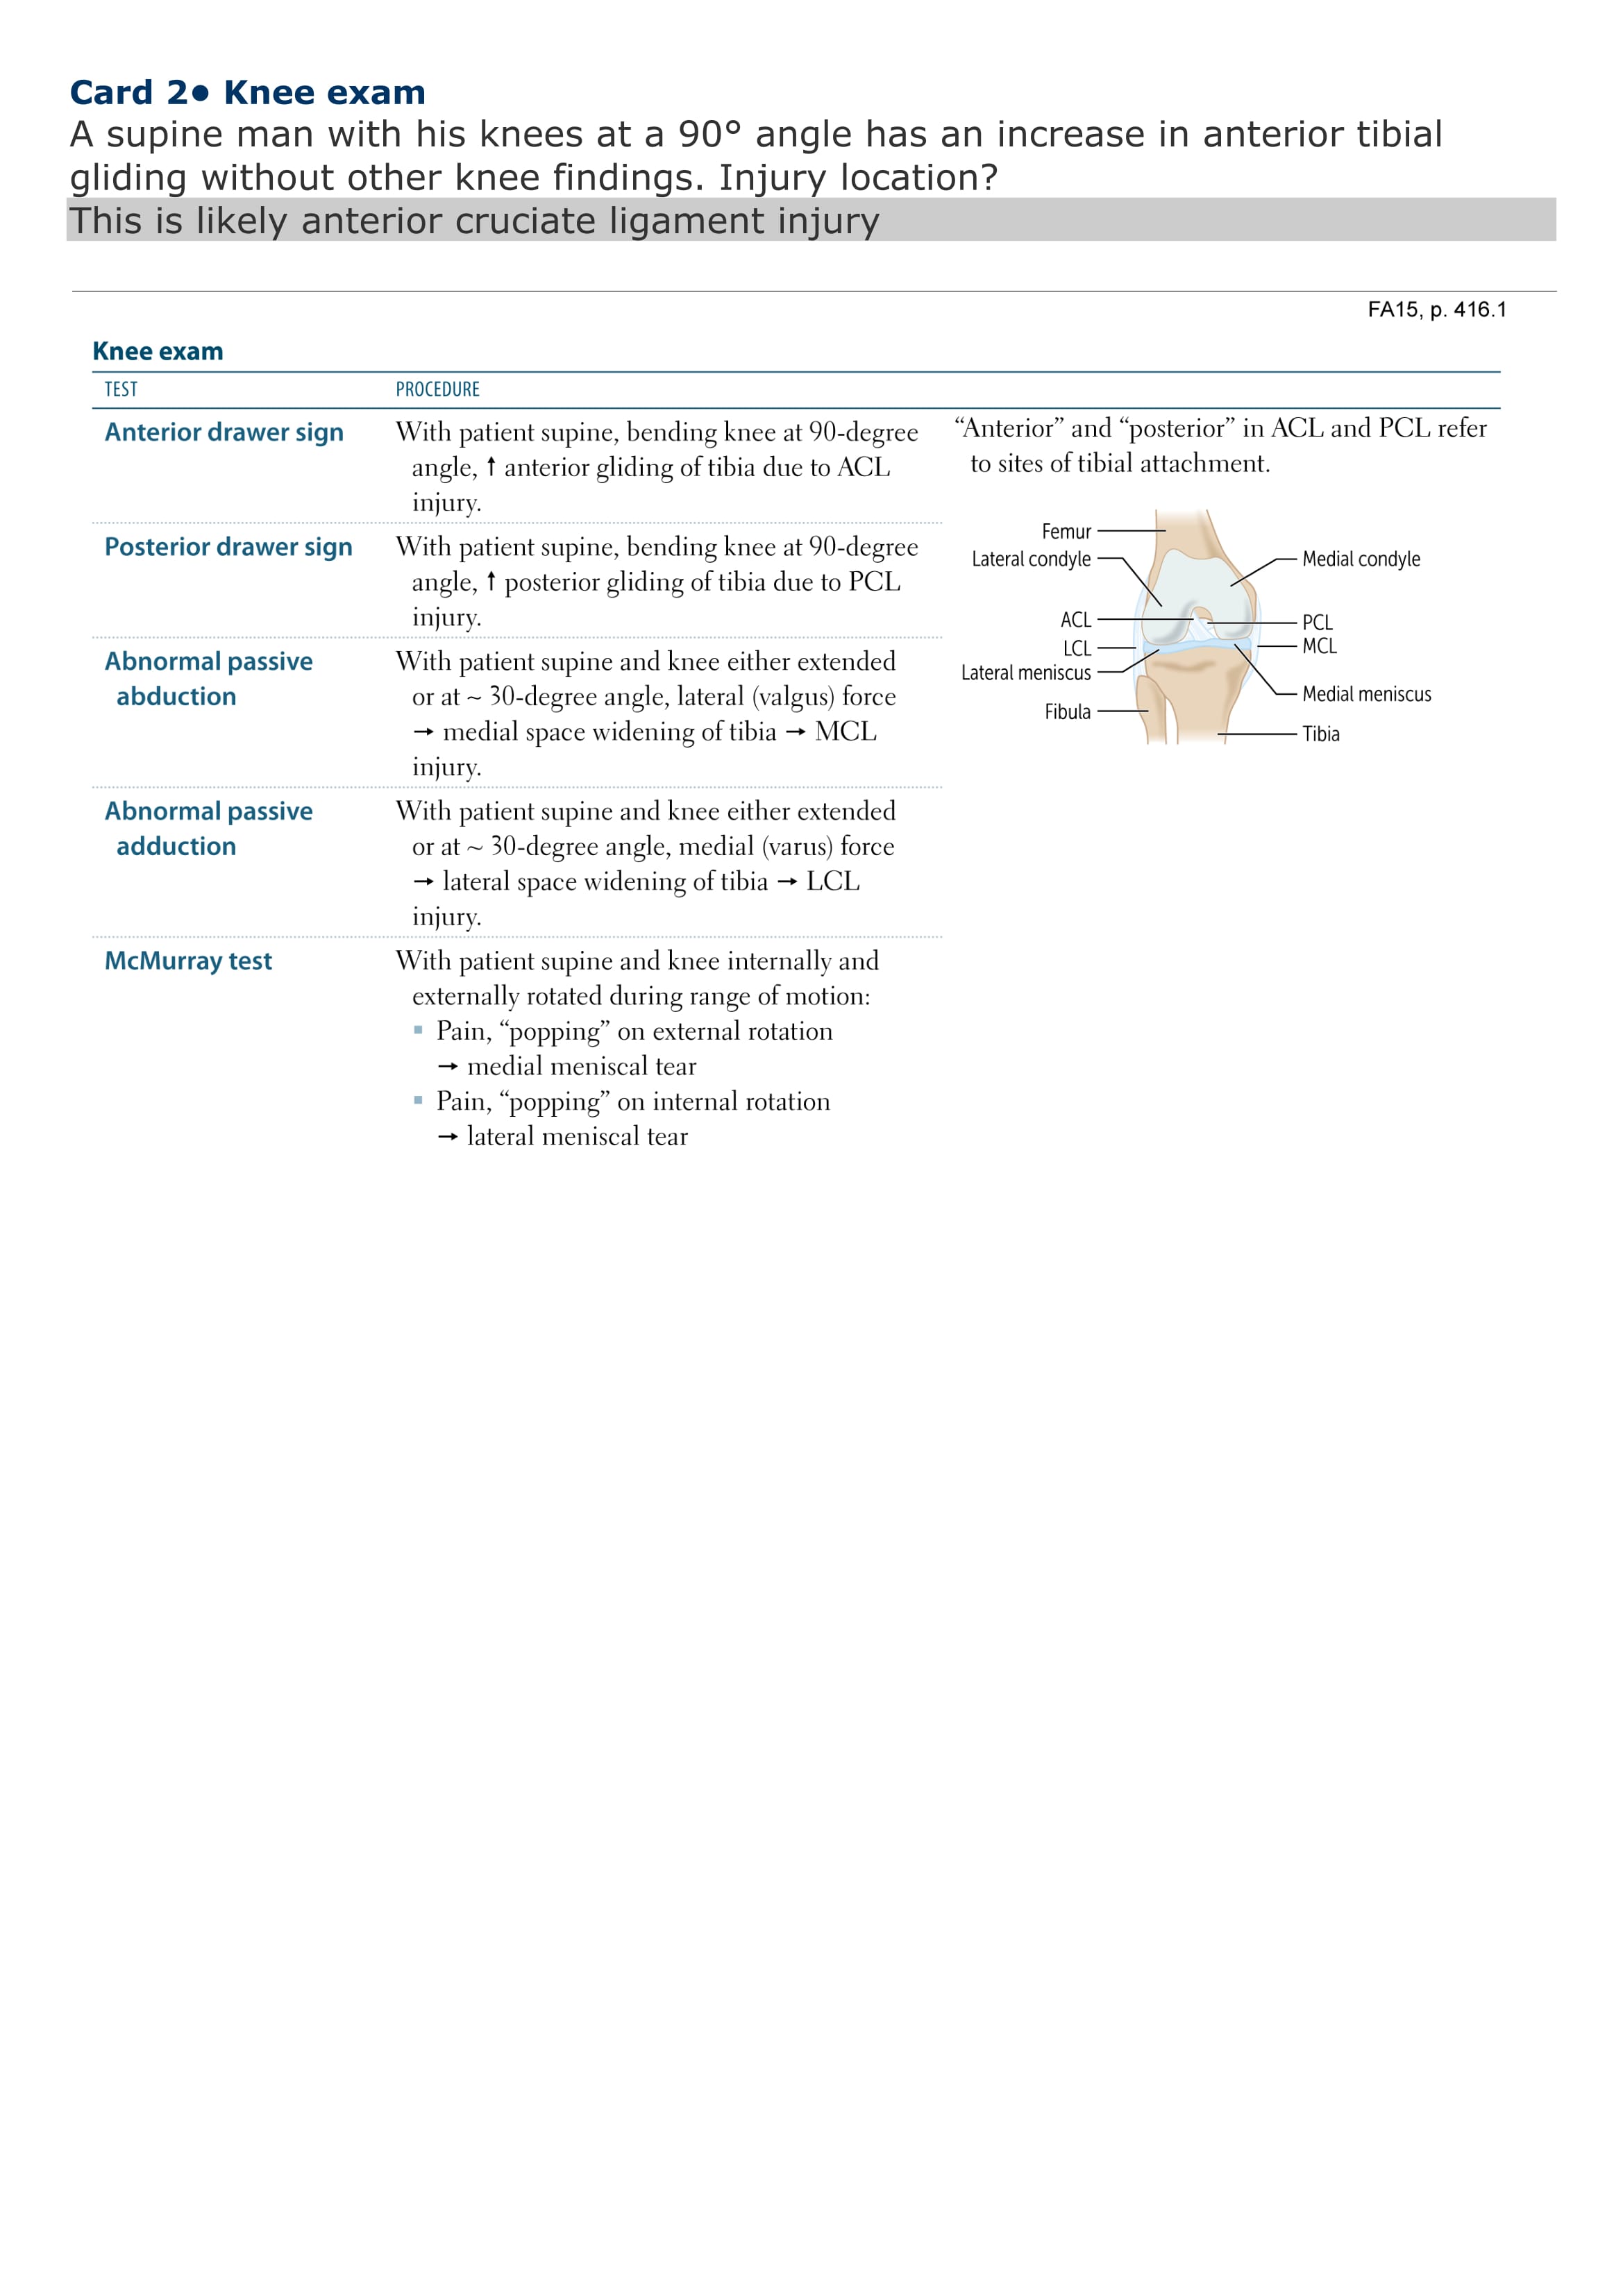 Card 2● Knee exam
A supine man with his knees at a 90° angle has an increase in anterior tibial
gliding without other knee findings. Injury location?
This is likely anterior cruciate ligament injury
FA15, p. 416.1
Knee exam
TEST
PROCEDURE
Anterior drawer sign
With patient supine, bending knee at 90-degree
angle, ↑ anterior gliding of tibia due to ACL
injury.
Posterior drawer sign
With patient supine, bending knee at 90-degree
angle, ↑ posterior gliding of tibia due to PCL
injury.
Abnormal passive
abduction
With patient supine and knee either extended
or at ~ 30-degree angle, lateral (valgus) force
→ medial space widening of tibia → MCL
injury.
Abnormal passive
adduction
With patient supine and knee either extended
or at ~ 30-degree angle, medial (varus) force
→ lateral space widening of tibia → LCL
injury.
McMurray test
With patient supine and knee internally and
externally rotated during range of motion:
▪ Pain, “popping” on external rotation
→ medial meniscal tear
▪ Pain, “popping” on internal rotation
→ lateral meniscal tear
“Anterior” and “posterior” in ACL and PCL refer
to sites of tibial attachment.
Femur
Lateral condyle
ACL
LCL
Lateral meniscus
Fibula
Medial condyle
PCL
MCL
Medial meniscus
Tibia